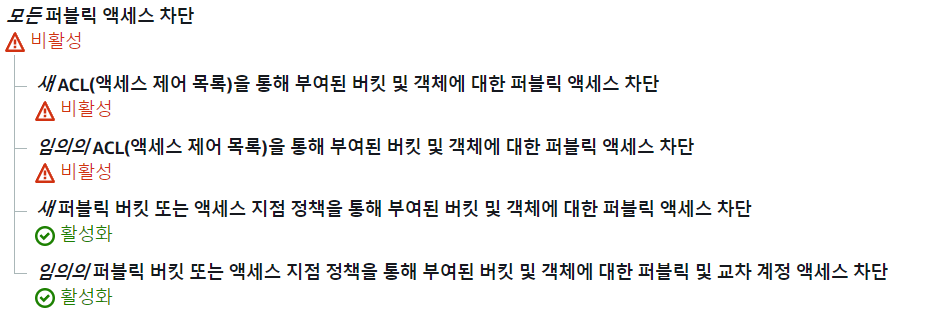 모든 퍼블릭 액세스 차단
비활성
새 ACL(액세스 제어 목록)을 통해 부여된 버킷 및 객체에 대한 퍼블릭 액세스 차단
비활성
임의의 ACL(액세스 제어 목록)을 통해 부여된 버킷 및 객체에 대한 퍼블릭 액세스 차단
비활성
새 퍼블릭 버킷 또는 액세스 지점 정책을 통해 부여된 버킷 및 객체에 대한 퍼블릭 액세스 차단
활성화
임의의 퍼블릭 버킷 또는 액세스 지점 정책을 통해 부여된 버킷 및 객체에 대한 퍼블릭 및 교차 계정 액세스 차단
활성화